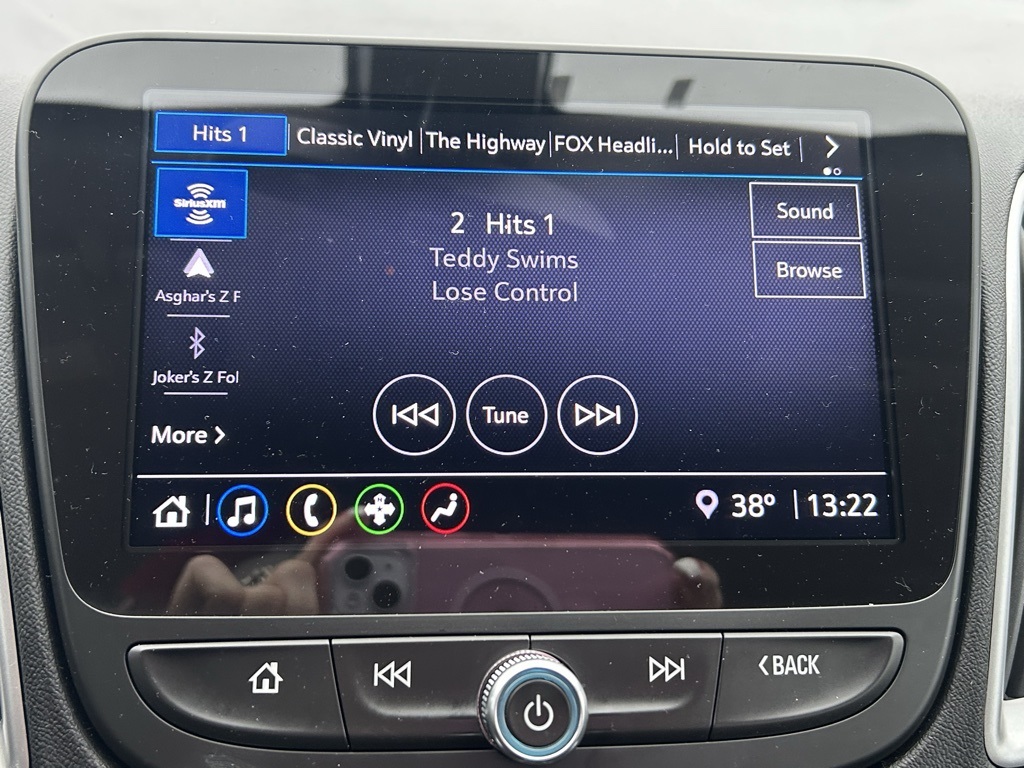 Hits 1
Classic Vinyl
The Highway
FOX Headli...
Hold to Set
SiriusXM
2 Hits 1
Sound
Teddy Swims
Browse
Lose Control
Asghar's Z F
Joker's Z Fol
Tune
More
38° 13:22
BACK